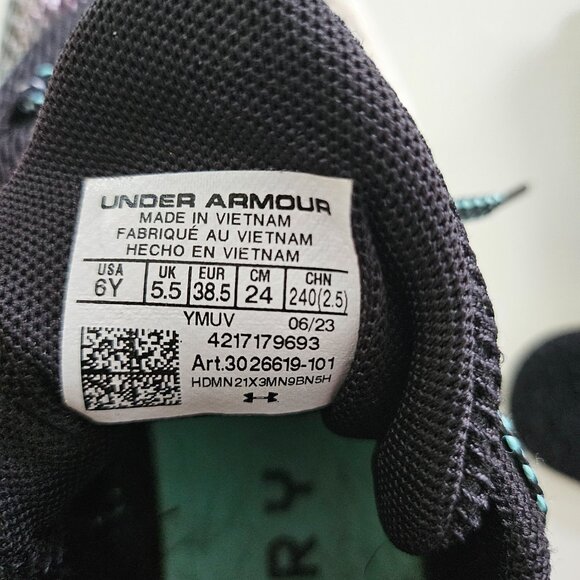 UNDER ARMOUR
MADE IN VIETNAM
FABRIQUÉ AU VIETNAM
HECHO EN VIETNAM
USA UK EUR CM CHN
6Y 5.5 38.5 24 240(2.5)
YMUV 06/23
4217179693
Art.3026619-101
HDMN21X3MN9BN5H
RY